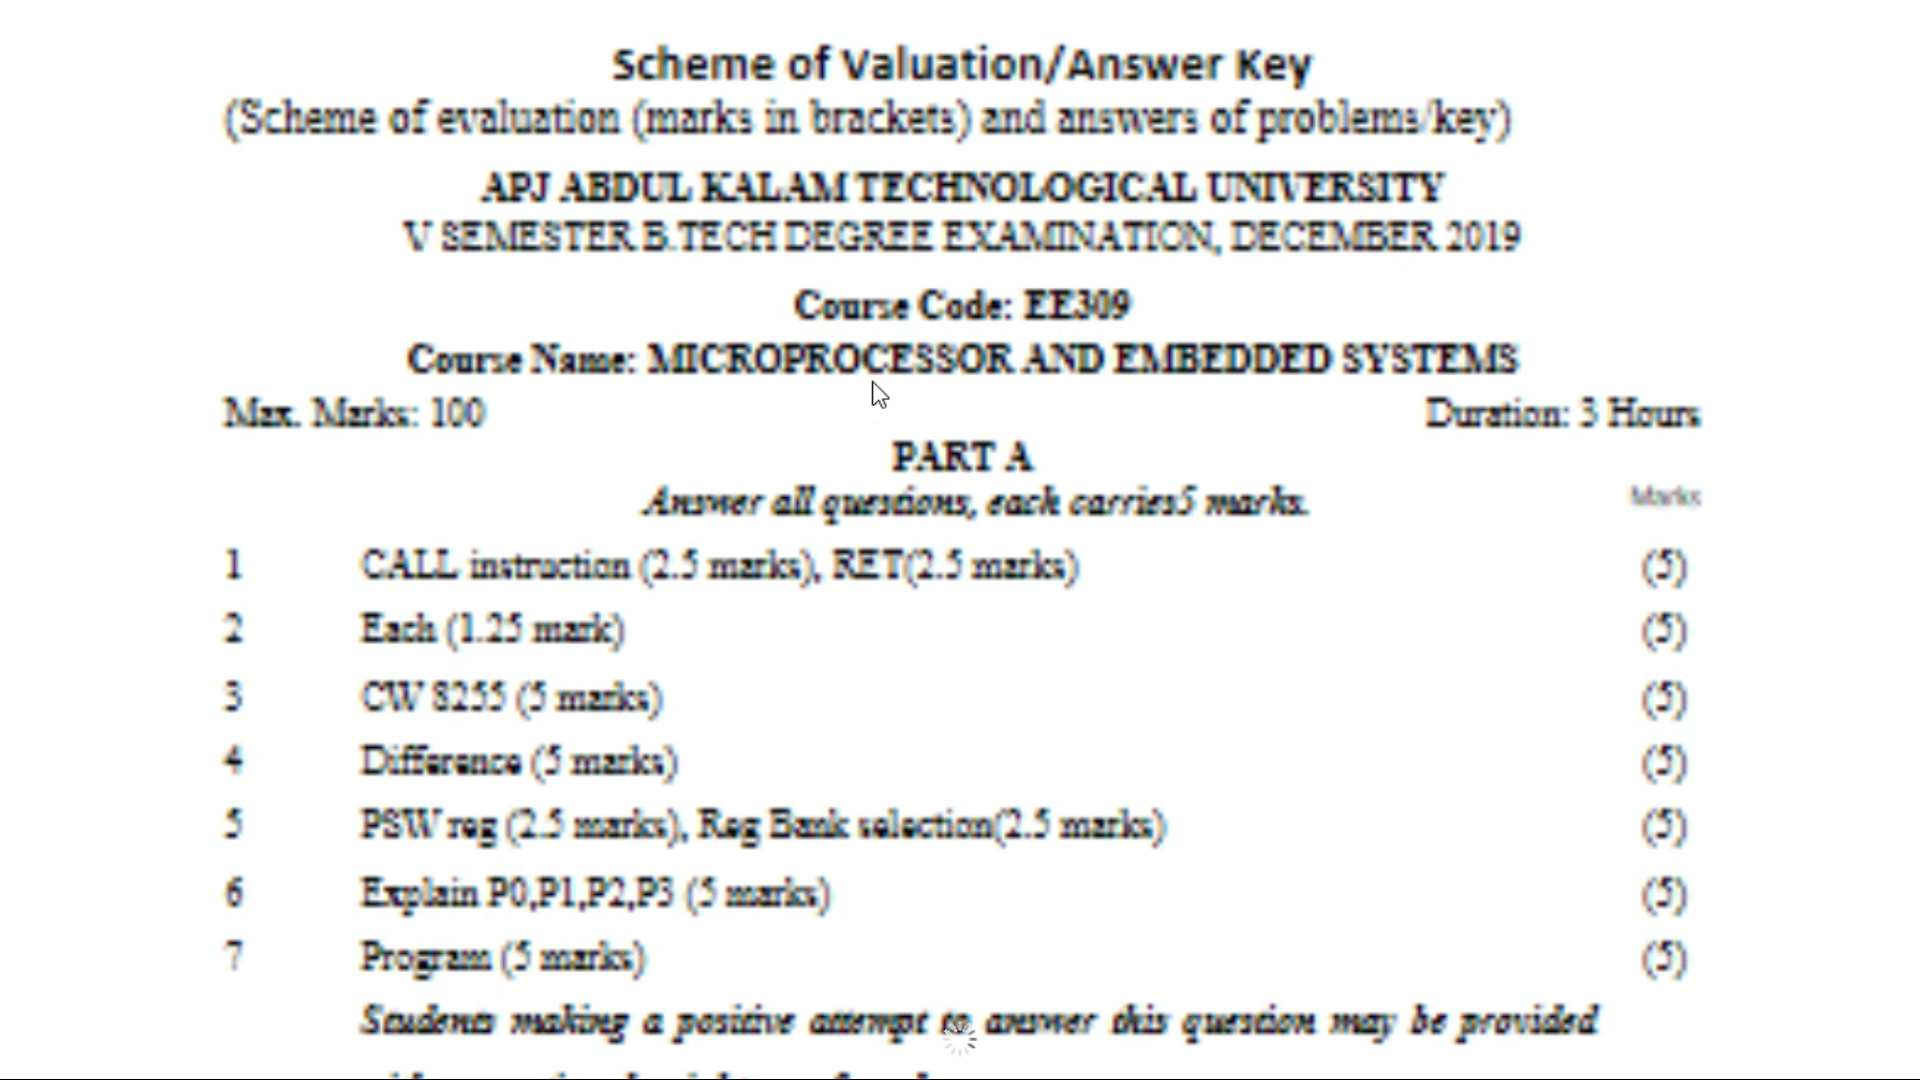 Scheme of Valuation/Answer Key
(Scheme of evaluation (marks in brackets) and answers of problems/key)
APJ ABDUL KALAM TECHNOLOGICAL UNIVERSITY
V SEMESTER B.TECH DEGREE EXAMINATION, DECEMBER 2019
Course Code: EE309
Course Name: MICROPROCESSOR AND EMBEDDED SYSTEMS
Max. Marks: 100 Duration: 3 Hours
PART A
Answer all questions, each carries5 marks. Marks
1 CALL instruction (2.5 marks), RET(2.5 marks) (5)
2 Each (1.25 mark) (5)
3 CW 8255 (5 marks) (5)
4 Difference (5 marks) (5)
5 PSW reg (2.5 marks), Reg Bank selection(2.5 marks) (5)
6 Explain P0,P1,P2,P3 (5 marks) (5)
7 Program (5 marks) (5)
Students making a positive attempt to answer this question may be provided